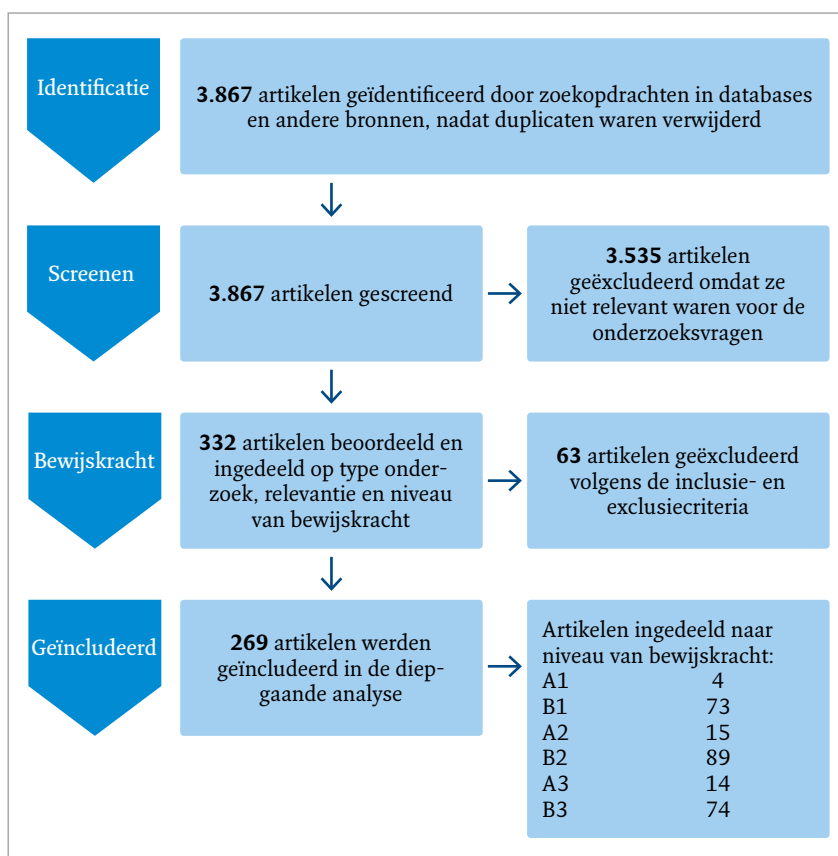 Identificatie
3.867 artikelen geïdentificeerd door zoekopdrachten in databases
en andere bronnen, nadat duplicaten waren verwijderd
Screenen
3.867 artikelen gescreend
3.535 artikelen
geëxcludeerd omdat ze
niet relevant waren voor de
onderzoeksvragen
Bewijskracht
332 artikelen beoordeeld en
ingedeeld op type onder-
zoek, relevantie en niveau
van bewijskracht
63 artikelen geëxcludeerd
volgens de inclusie- en
exclusiecriteria
Geïncludeerd
269 artikelen werden
geïncludeerd in de diep-
gaande analyse
Artikelen ingedeeld naar
niveau van bewijskracht:
A1 4
B1 73
A2 15
B2 89
A3 14
B3 74